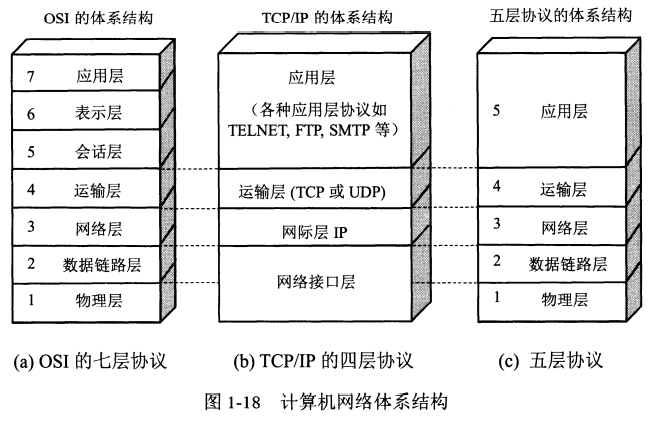 OSI 的体系结构
TCP/IP 的体系结构
五层协议的体系结构
7 应用层
6 表示层
5 会话层
4 运输层
3 网络层
2 数据链路层
1 物理层
应用层
(各种应用层协议如
TELNET, FTP, SMTP 等)
运输层 (TCP 或 UDP)
网际层 IP
网络接口层
5 应用层
4 运输层
3 网络层
2 数据链路层
1 物理层
(a) OSI 的七层协议
(b) TCP/IP 的四层协议
(c) 五层协议
图 1-18 计算机网络体系结构